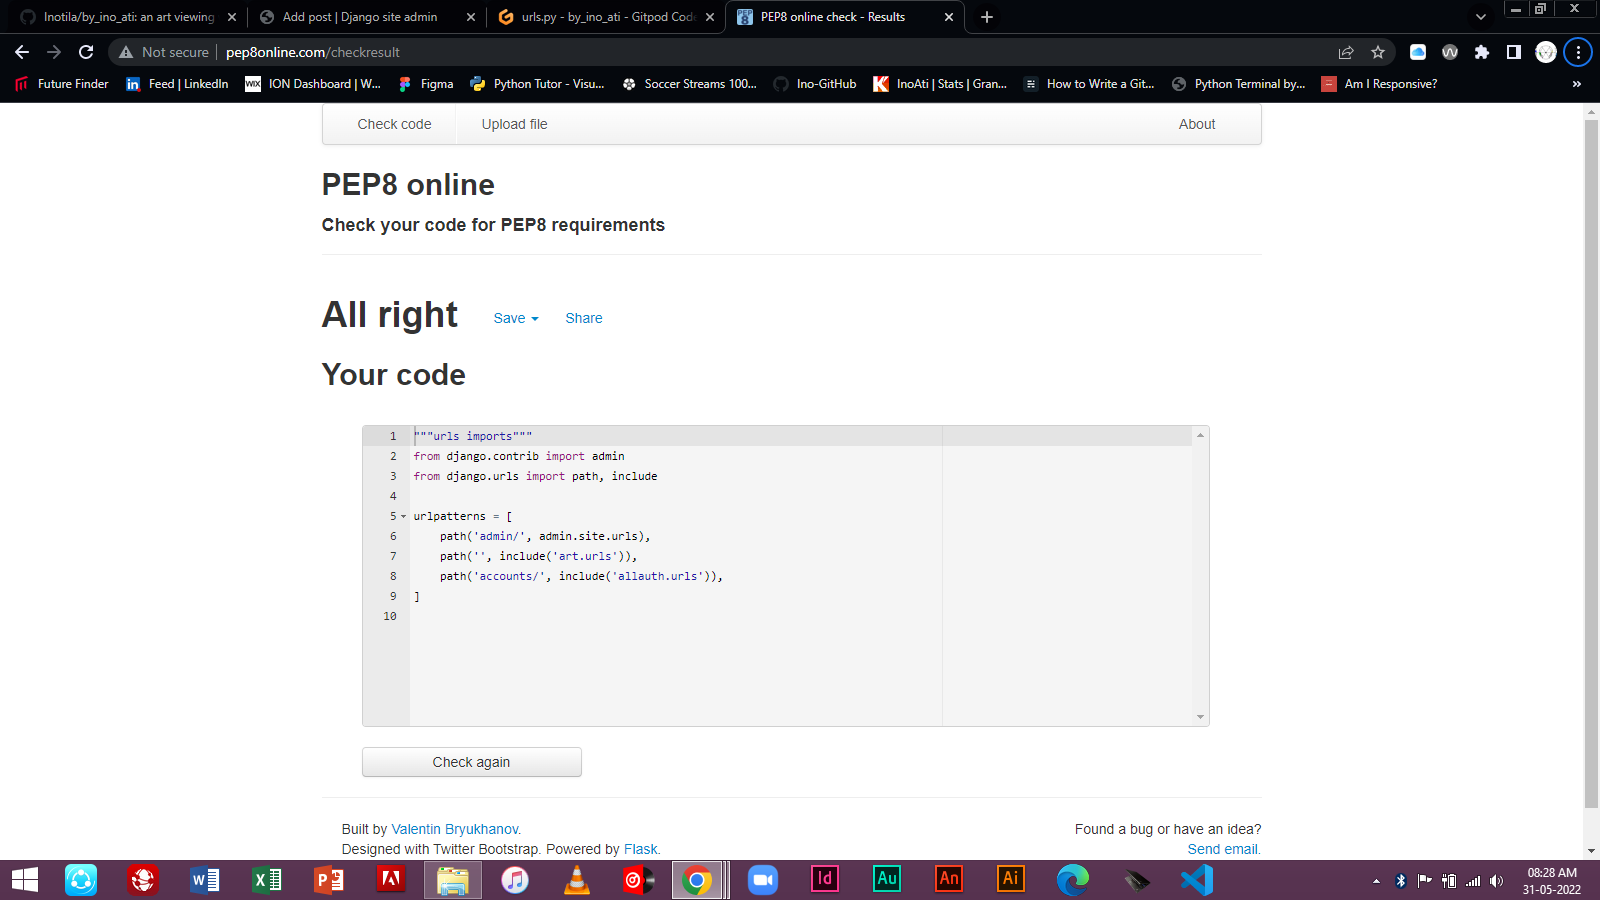 Inotila/by_ino_ati: an art viewing
Add post | Django site admin
urls.py - by_ino_ati - Gitpod Code
PEP8 online check - Results
Not secure pep8online.com/checkresult
Future Finder
Feed | LinkedIn
WIX ION Dashboard | W...
Figma
Python Tutor - Visu...
Soccer Streams 100...
Ino-GitHub
InoAti | Stats | Gran...
How to Write a Git...
Python Terminal by...
Am I Responsive?
Check code
Upload file
About
PEP8 online
Check your code for PEP8 requirements
All right
Save
Share
Your code
1 """urls imports"""
2 from django.contrib import admin
3 from django.urls import path, include
4
5 urlpatterns = [
6     path('admin/', admin.site.urls),
7     path('', include('art.urls')),
8     path('accounts/', include('allauth.urls')),
9 ]
10
Check again
Built by Valentin Bryukhanov.
Designed with Twitter Bootstrap. Powered by Flask.
Found a bug or have an idea?
Send email.
Id
Au
An
Ai
08:28 AM
31-05-2022